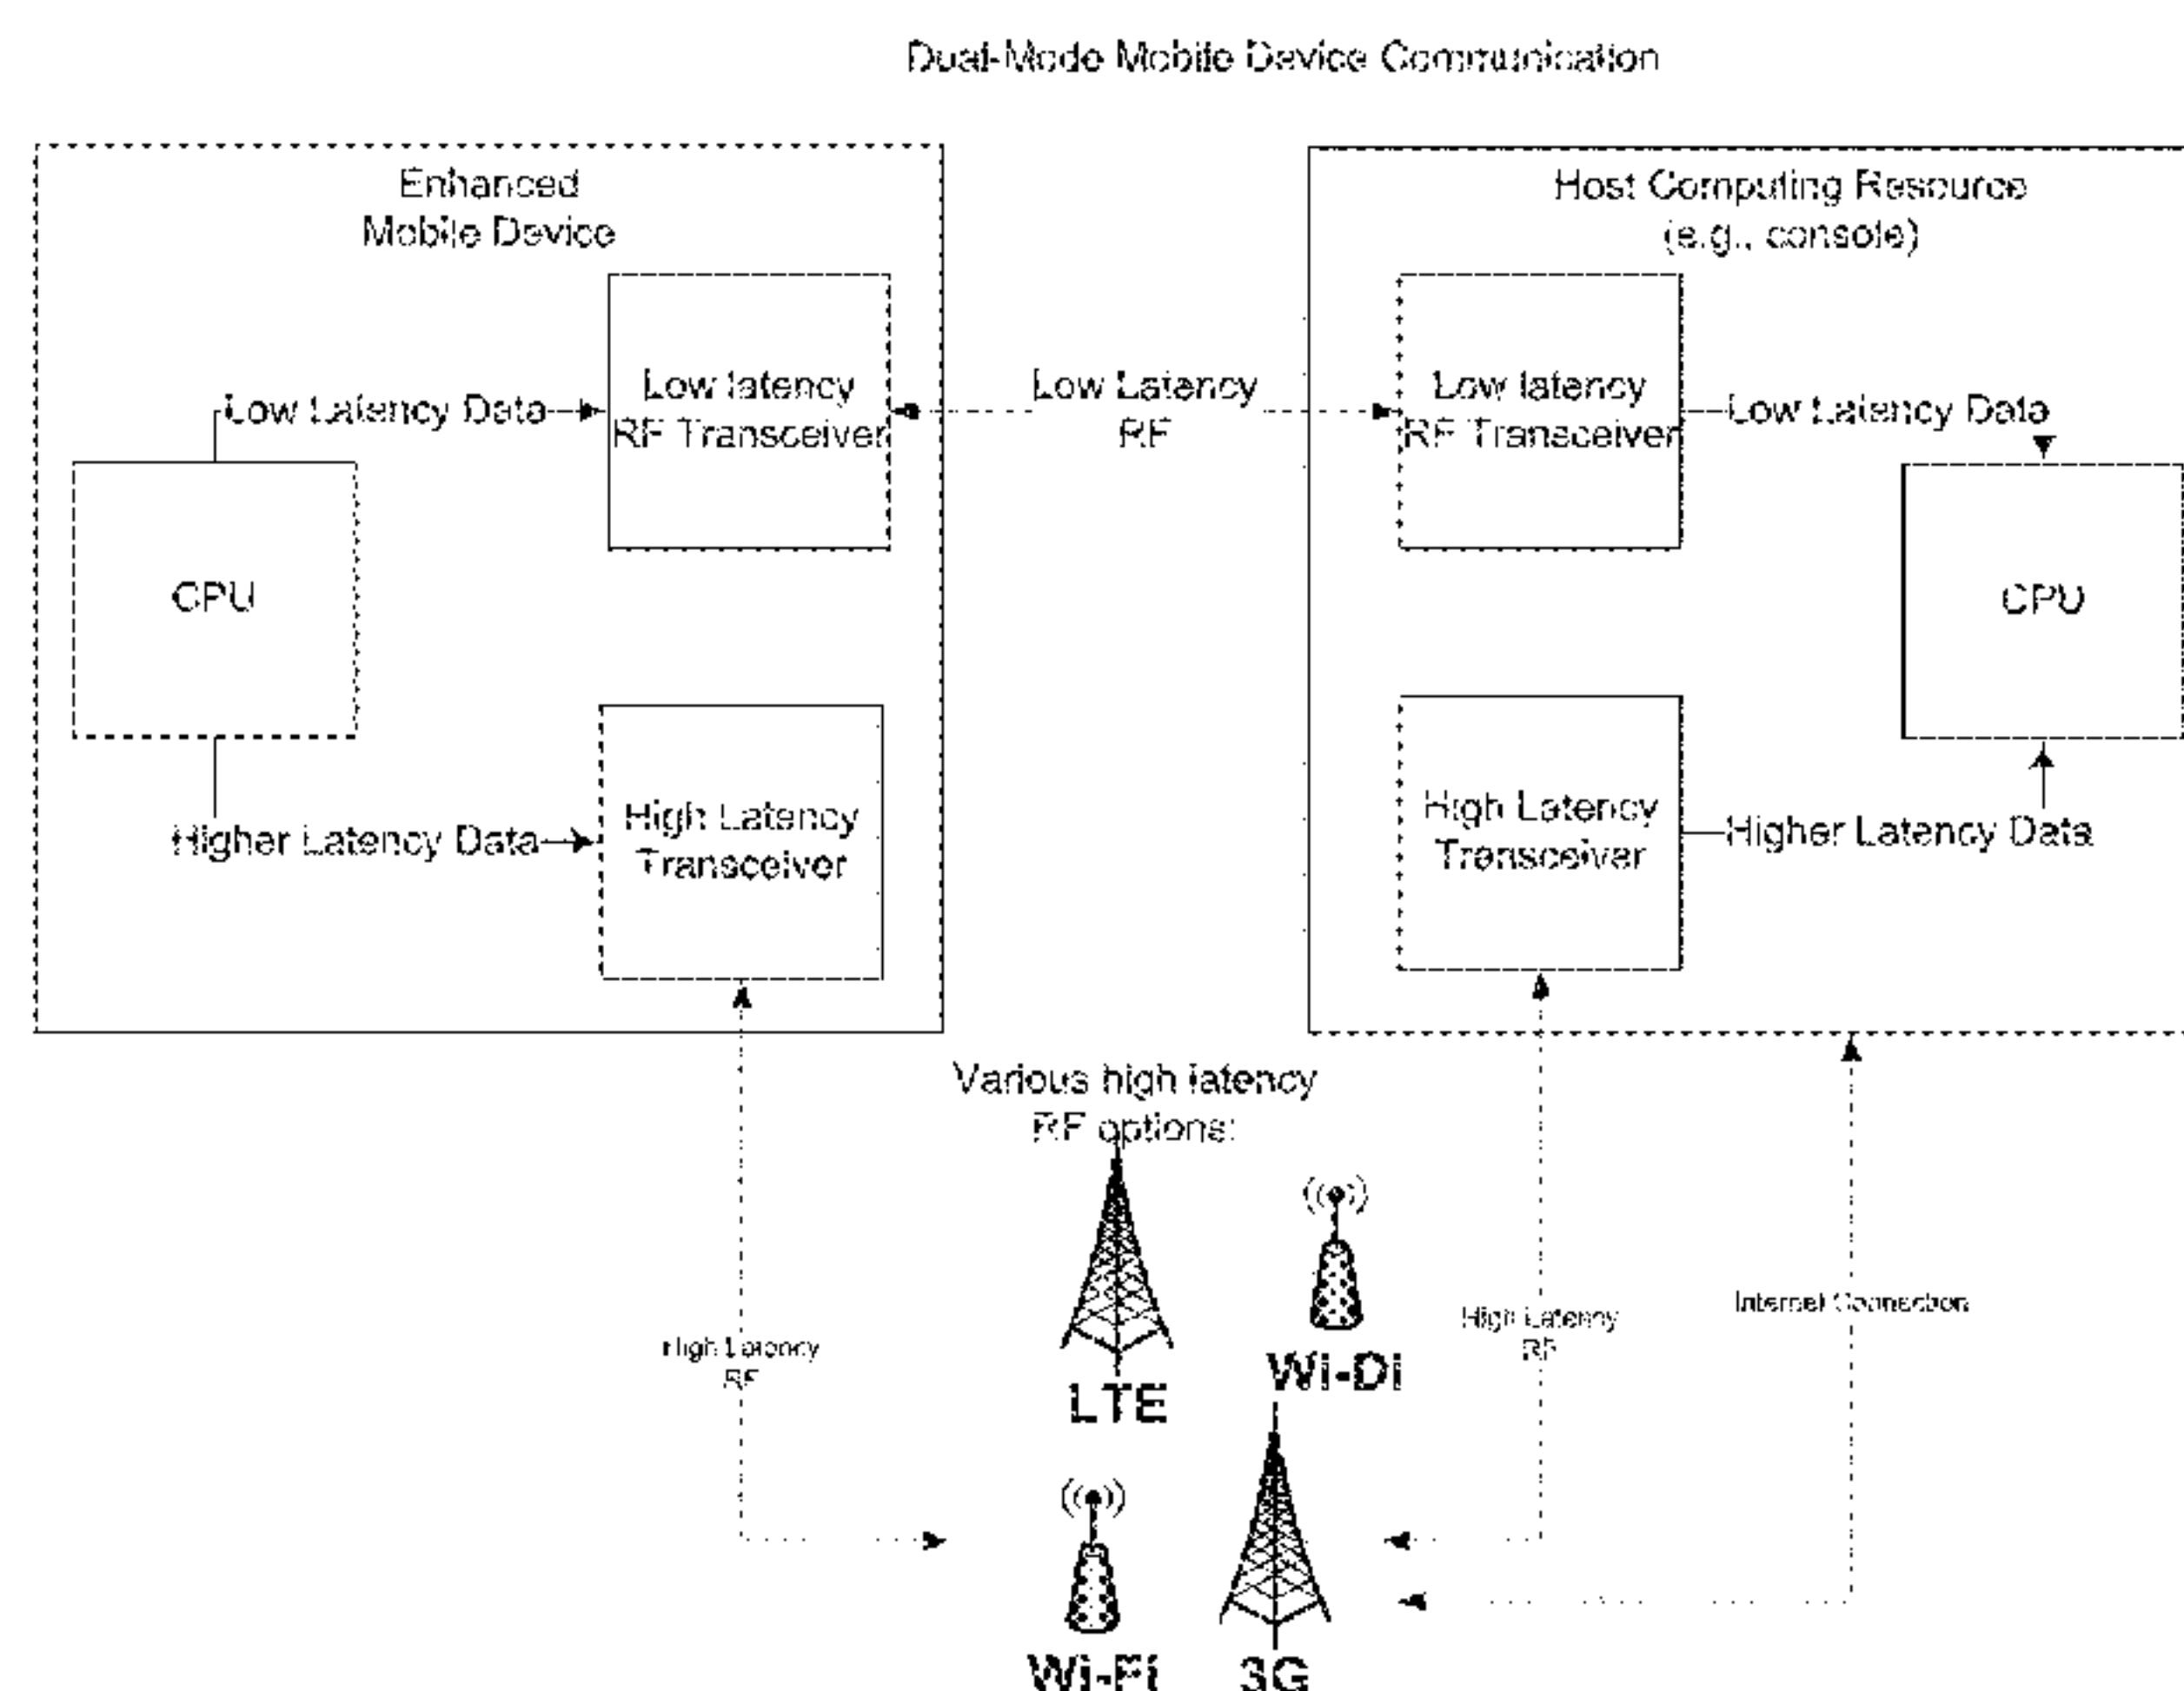 Dual-Mode Mobile Device Communication
Enhanced
Mobile Device
Host Computing Resource
(e.g., console)
Low Latency Data
Low latency
RF Transceiver
Low Latency
RF
Low latency
RF Transceiver
Low Latency Data
CPU
CPU
Higher Latency Data
High Latency
Transceiver
High Latency
Transceiver
Higher Latency Data
Various high latency
RF options:
High Latency
RF
LTE
Wi-Di
High Latency
RF
Internet Connection
Wi-Fi
3G